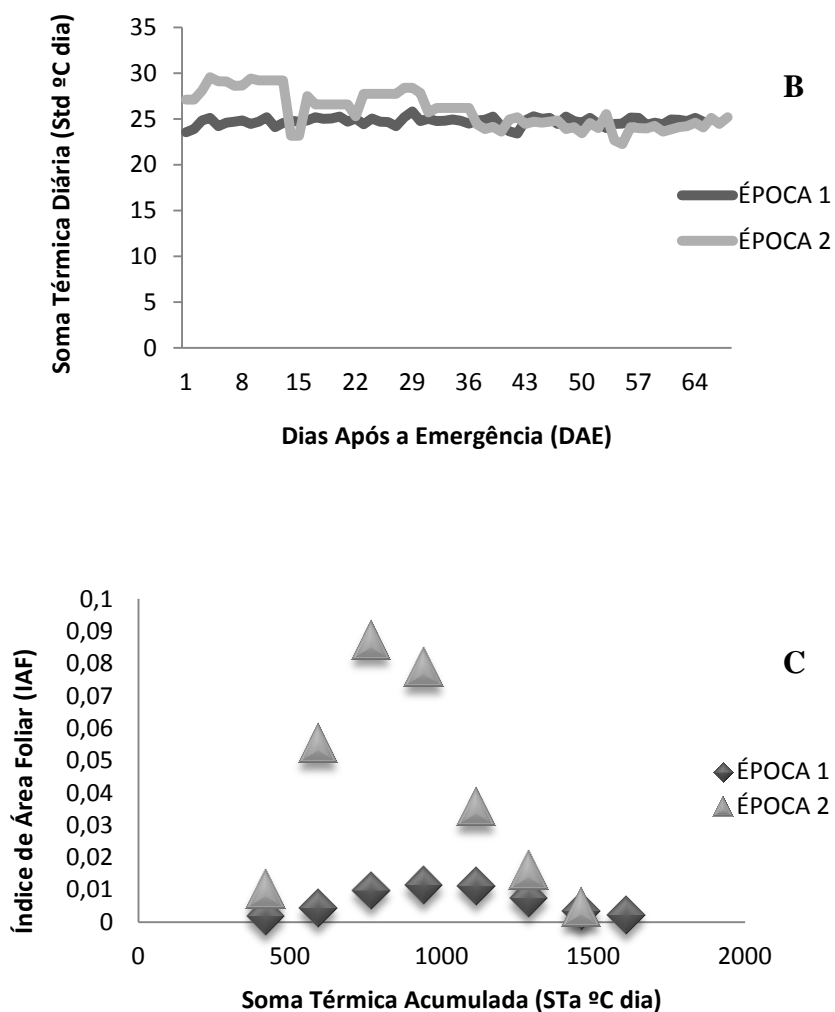 Soma Térmica Diária (Std ºC dia)
35
30
25
20
15
10
5
0
1 8 15 22 29 36 43 50 57 64
Dias Após a Emergência (DAE)
B
ÉPOCA 1
ÉPOCA 2
Índice de Área Foliar (IAF)
0,1
0,09
0,08
0,07
0,06
0,05
0,04
0,03
0,02
0,01
0
0 500 1000 1500 2000
Soma Térmica Acumulada (STa ºC dia)
C
ÉPOCA 1
ÉPOCA 2